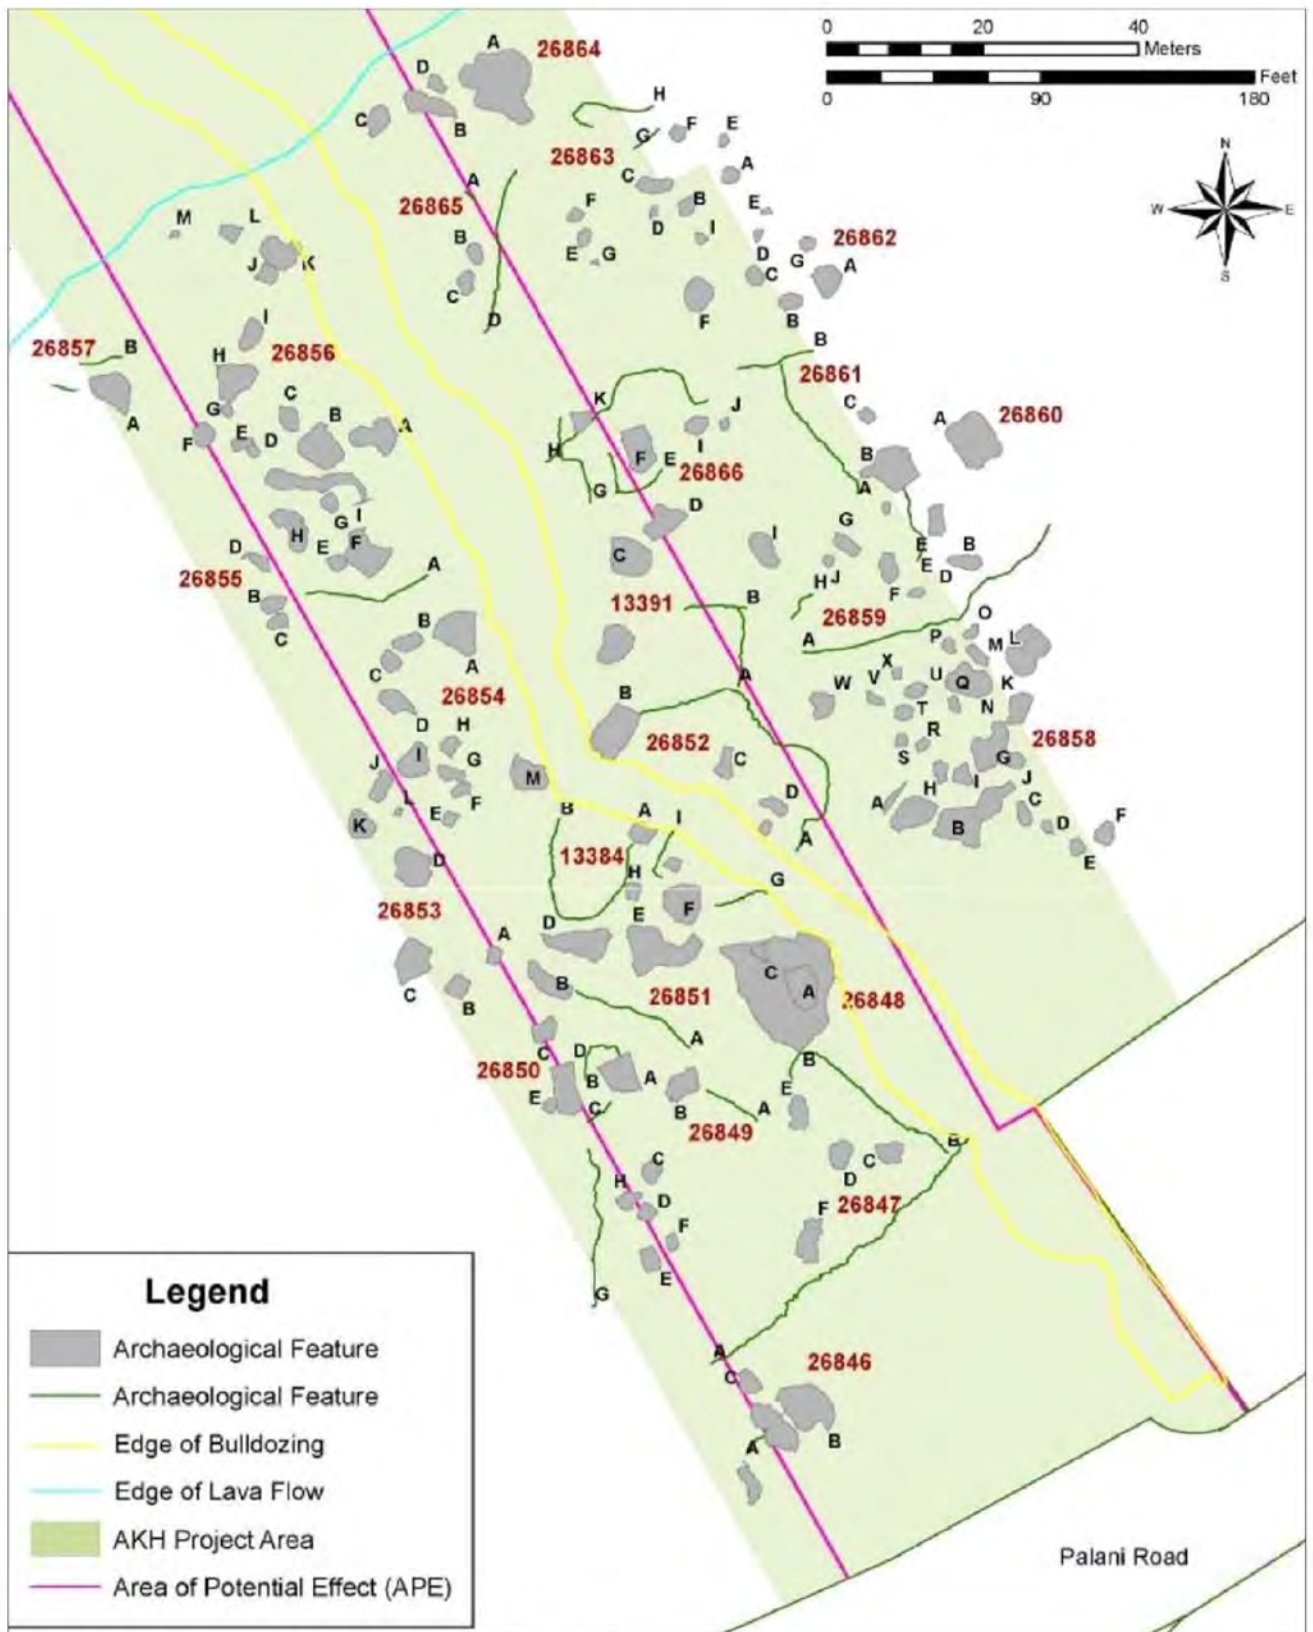 0 20 40
Meters
Feet
0 90 180
N
W E
S
A 26864
D
C B
H
G F E
26863
C A
A
26865
F B E
D I
26862
M L
B E G D
C G A
J K
C
I D F B
26857 B
26856
B
H
26861
A K
C J
C
A 26860
G B
F E D A
H F E I
26866
B
G A
D
G
I B
G I
H E F
D C
E
E D
A H J F
26855
B 13391 B
26859
C
O
B A P M L
A
C A X
W V U Q K
26854 B
T N
D H
26852
R
26858
I G C S G
J M
H I J
D A C
L E F B A I
B D F
K
A E
13384
D H G
26853
E F
A D
C A
C B
B 26851 26848
A
C D B
26850 B A E
E C B A
26849
C B
H D C D
F F 26847
E
G
A
26846
C
A B
Legend
Archaeological Feature
Archaeological Feature
Edge of Bulldozing
Edge of Lava Flow
AKH Project Area
Area of Potential Effect (APE)
Palani Road